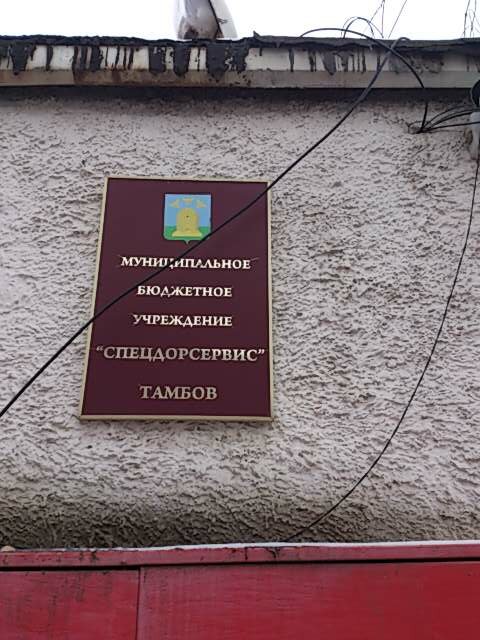 МУНИЦИПАЛЬНОЕ
БЮДЖЕТНОЕ
УЧРЕЖДЕНИЕ
"СПЕЦДОРСЕРВИС"
ТАМБОВ